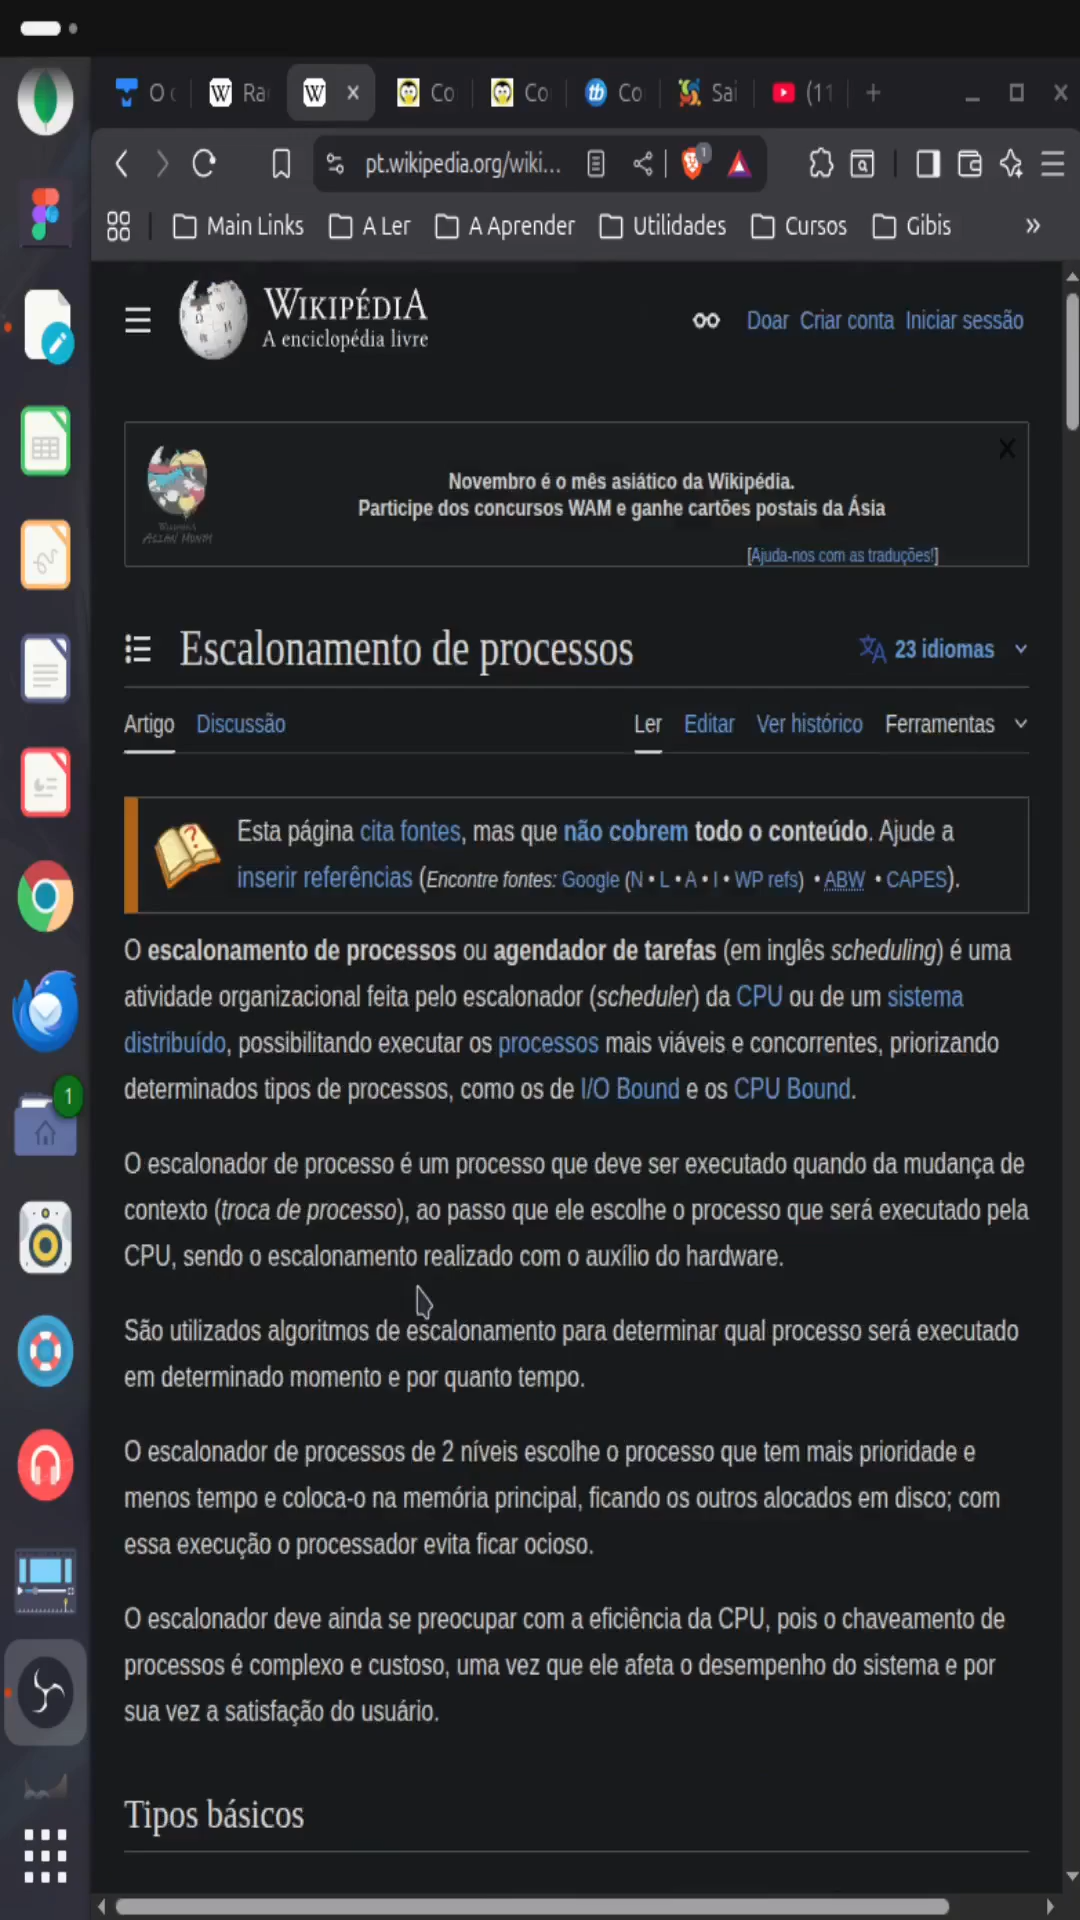 O
Ra
Co
Co
Co
Sai
(11
pt.wikipedia.org/wiki...
1
Main Links
A Ler
A Aprender
Utilidades
Cursos
Gibis
»
WIKIPÉDIA
A enciclopédia livre
Doar Criar conta Iniciar sessão
Novembro é o mês asiático da Wikipédia.
Participe dos concursos WAM e ganhe cartões postais da Ásia
ASIAN MONTH
[Ajuda-nos com as traduções!]
Escalonamento de processos
23 idiomas
Artigo Discussão Ler Editar Ver histórico Ferramentas
Esta página cita fontes, mas que não cobrem todo o conteúdo. Ajude a
inserir referências (Encontre fontes: Google (N • L • A • I • WP refs) • ABW • CAPES).
O escalonamento de processos ou agendador de tarefas (em inglês scheduling) é uma
atividade organizacional feita pelo escalonador (scheduler) da CPU ou de um sistema
distribuído, possibilitando executar os processos mais viáveis e concorrentes, priorizando
determinados tipos de processos, como os de I/O Bound e os CPU Bound.
O escalonador de processo é um processo que deve ser executado quando da mudança de
contexto (troca de processo), ao passo que ele escolhe o processo que será executado pela
CPU, sendo o escalonamento realizado com o auxílio do hardware.
São utilizados algoritmos de escalonamento para determinar qual processo será executado
em determinado momento e por quanto tempo.
O escalonador de processos de 2 níveis escolhe o processo que tem mais prioridade e
menos tempo e coloca-o na memória principal, ficando os outros alocados em disco; com
essa execução o processador evita ficar ocioso.
O escalonador deve ainda se preocupar com a eficiência da CPU, pois o chaveamento de
processos é complexo e custoso, uma vez que ele afeta o desempenho do sistema e por
sua vez a satisfação do usuário.
Tipos básicos
1